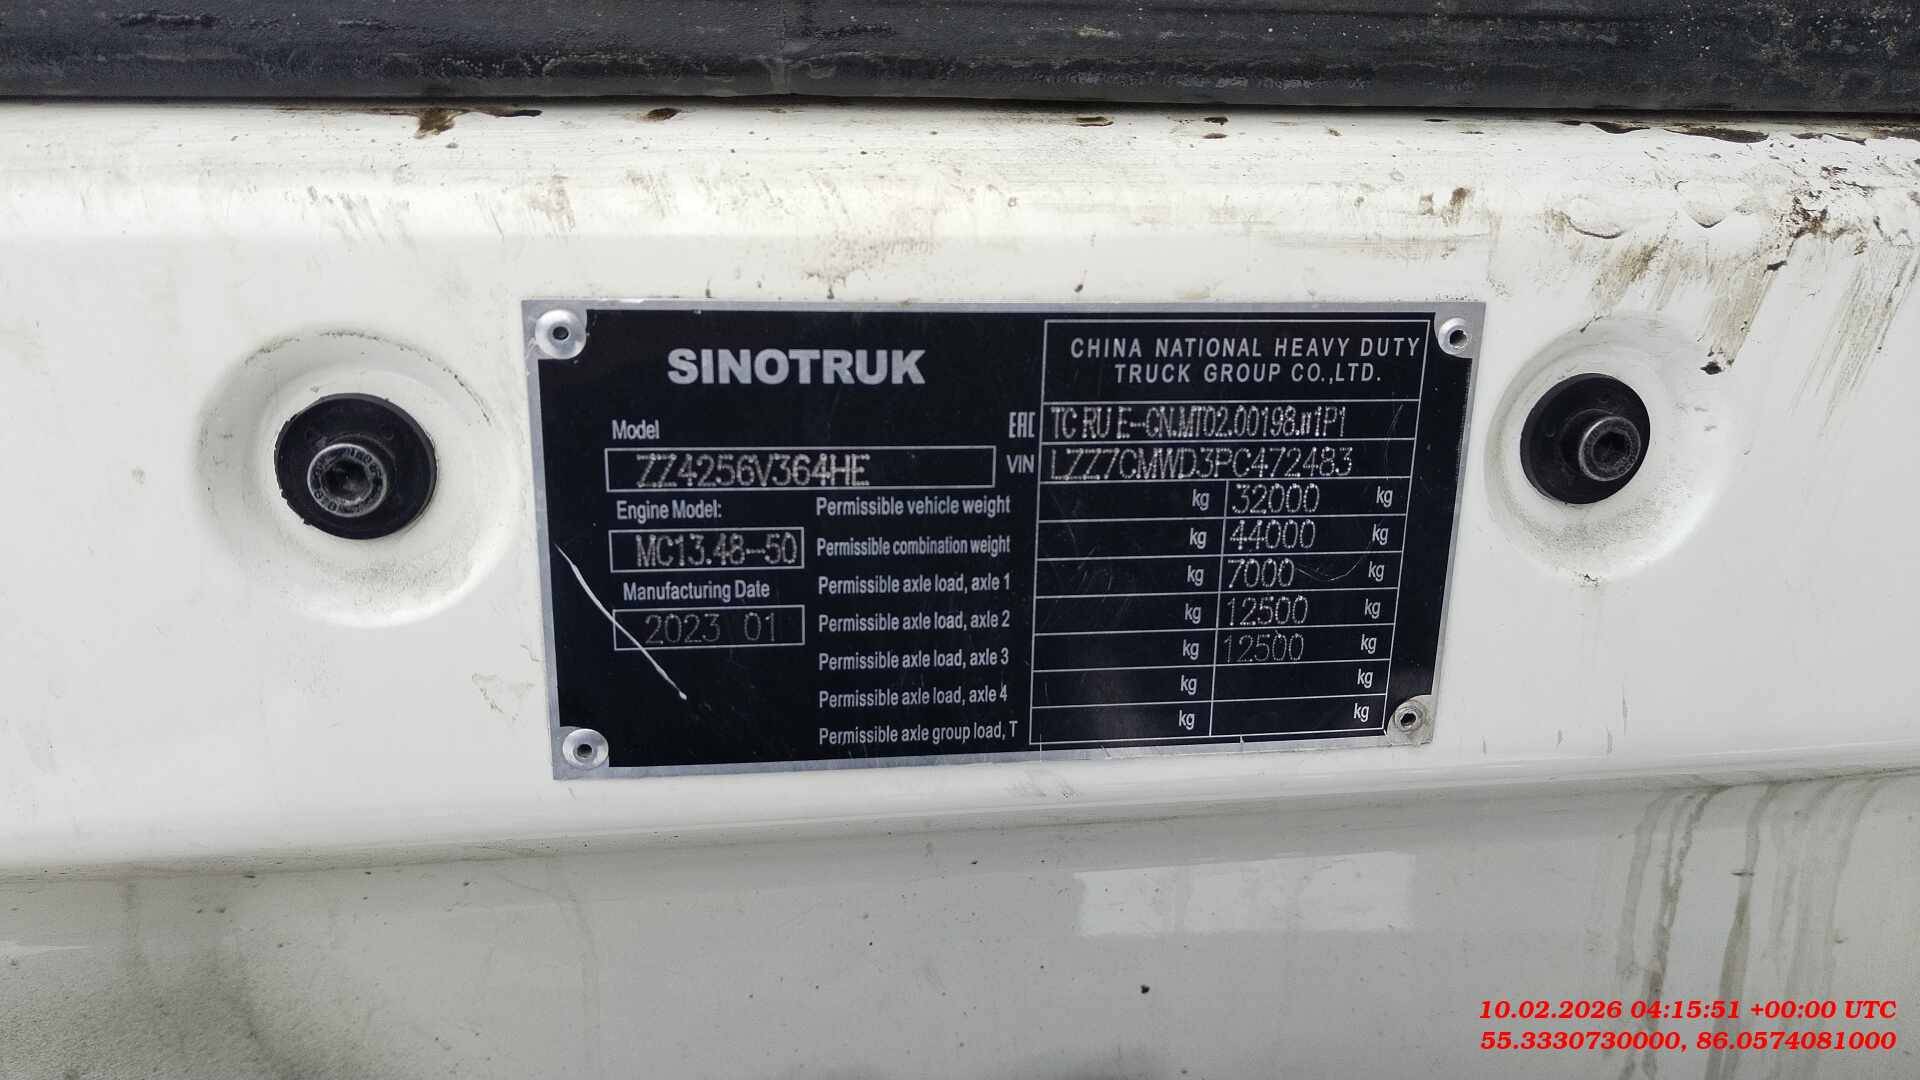 SINOTRUK
CHINA NATIONAL HEAVY DUTY
TRUCK GROUP CO.,LTD.
Model
ZZ4256V364HE
EAC TC RU E-CN.MT02.00198.и1P1
VIN LZZ7CMWD3PC472483
Engine Model:
MC13.48-50
Manufacturing Date
2023 01
Permissible vehicle weight kg 32000 kg
Permissible combination weight kg 44000 kg
Permissible axle load, axle 1 kg 7000 kg
Permissible axle load, axle 2 kg 12500 kg
Permissible axle load, axle 3 kg 12500 kg
Permissible axle load, axle 4 kg kg
Permissible axle group load, T kg kg
10.02.2026 04:15:51 +00:00 UTC
55.3330730000, 86.0574081000